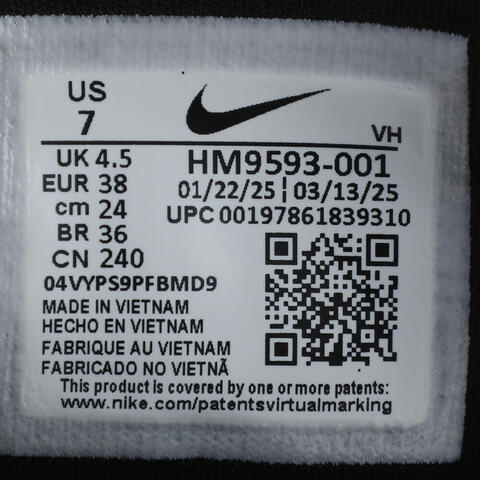 US
7
VH
UK 4.5
EUR 38
cm 24
BR 36
CN 240
HM9593-001
01/22/25 ¦ 03/13/25
UPC 00197861839310
04VYPS9PFBMD9
MADE IN VIETNAM
HECHO EN VIETNAM
FABRIQUE AU VIETNAM
FABRICADO NO VIETNÃ
This product is covered by one or more patents:
www.nike.com/patentsvirtualmarking